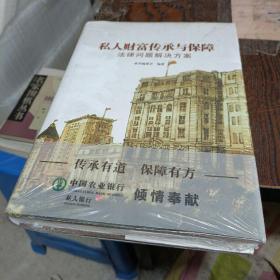 私人财富传承与保障
法律问题解决方案
传承有道 保障有方
中国农业银行
私人银行
倾情奉献